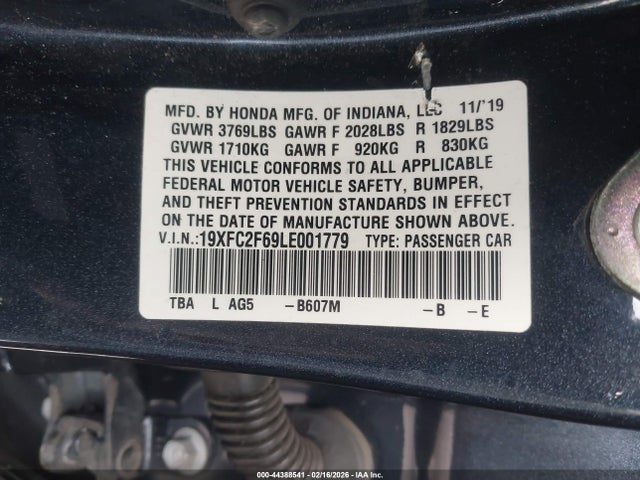 MFD. BY HONDA MFG. OF INDIANA, LLC 11/'19
GVWR 3769LBS GAWR F 2028LBS R 1829LBS
GVWR 1710KG GAWR F 920KG R 830KG
THIS VEHICLE CONFORMS TO ALL APPLICABLE
FEDERAL MOTOR VEHICLE SAFETY, BUMPER,
AND THEFT PREVENTION STANDARDS IN EFFECT
ON THE DATE OF MANUFACTURE SHOWN ABOVE.
V.I.N.:19XFC2F69LE001779 TYPE: PASSENGER CAR
TBA L AG5 –B607M –B –E
000-44388541 - 02/16/2026 - IAA Inc.